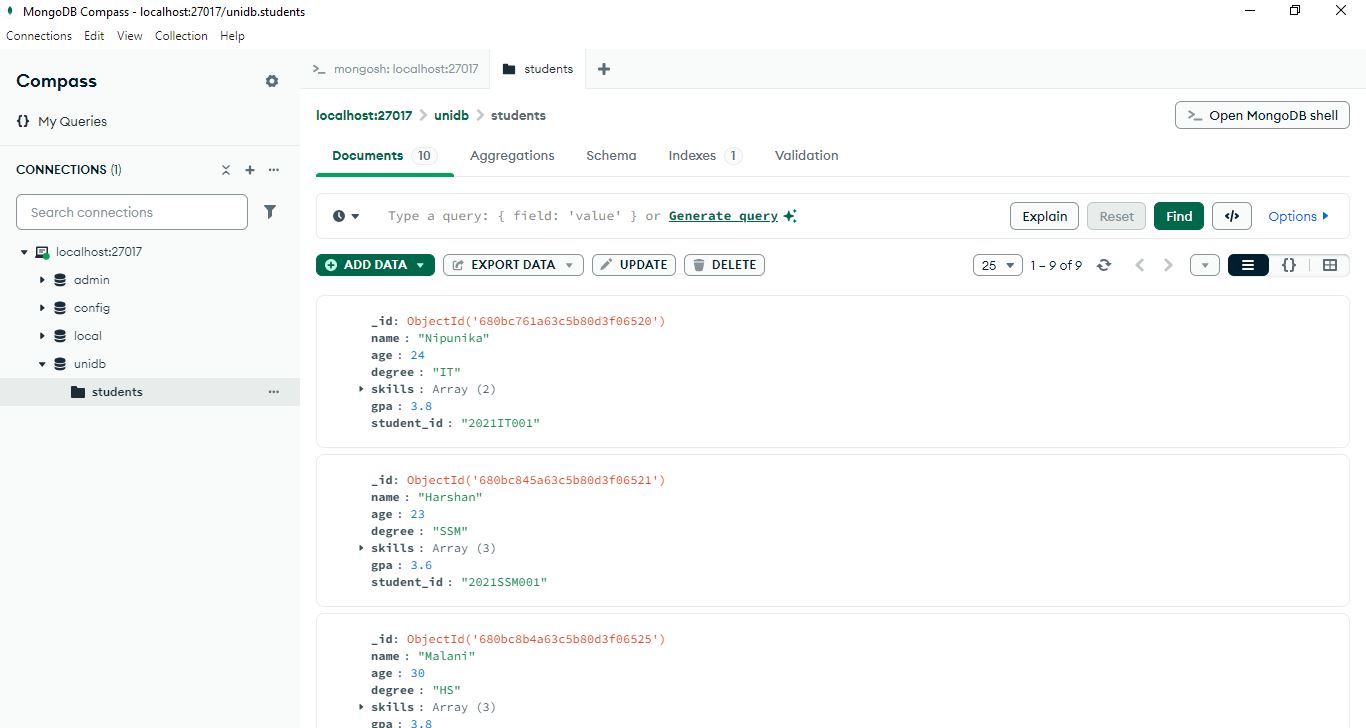 MongoDB Compass - localhost:27017/unidb.students
Connections Edit View Collection Help
Compass
{} My Queries
CONNECTIONS (1)
Search connections
localhost:27017
admin
config
local
unidb
students
>_ mongosh: localhost:27017
students
localhost:27017 > unidb > students
>_ Open MongoDB shell
Documents 10 Aggregations Schema Indexes 1 Validation
Type a query: { field: 'value' } or Generate query
Explain Reset Find </> Options
ADD DATA EXPORT DATA UPDATE DELETE
25 1 – 9 of 9 {}
_id: ObjectId('680bc761a63c5b80d3f06520')
name : "Nipunika"
age : 24
degree : "IT"
skills : Array (2)
gpa : 3.8
student_id : "2021IT001"
_id: ObjectId('680bc845a63c5b80d3f06521')
name : "Harshan"
age : 23
degree : "SSM"
skills : Array (3)
gpa : 3.6
student_id : "2021SSM001"
_id: ObjectId('680bc8b4a63c5b80d3f06525')
name : "Malani"
age : 30
degree : "HS"
skills : Array (3)
gpa : 3.8